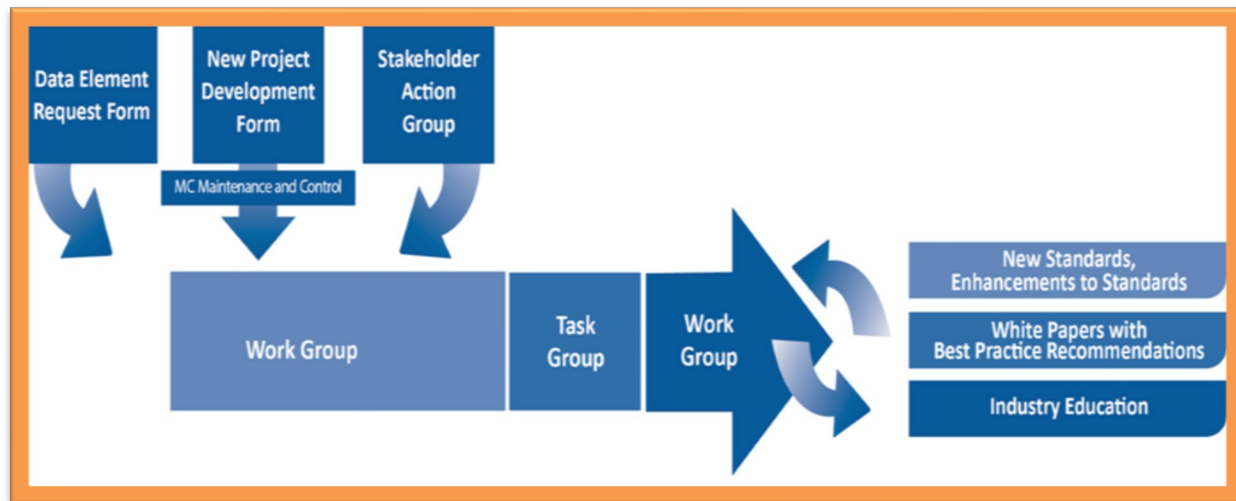 Data Element
Request Form
New Project
Development
Form
Stakeholder
Action
Group
MC Maintenance and Control
Work Group
Task
Group
Work
Group
New Standards,
Enhancements to Standards
White Papers with
Best Practice Recommendations
Industry Education